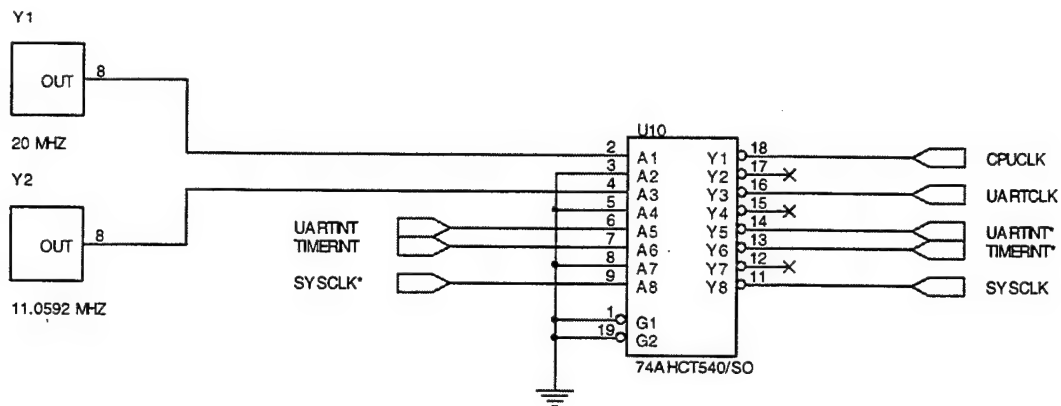 Y1
8
OUT
20 MHZ
Y2
8
OUT
11.0592 MHZ
U10
2 A1 Y1 18 CPUCLK
3 A2 Y2 17
4 A3 Y3 16 UARTCLK
5 A4 Y4 15
UARTINT 6 A5 Y5 14 UARTINT*
TIMERINT 7 A6 Y6 13 TIMERINT*
8 A7 Y7 12
SYSCLK* 9 A8 Y8 11 SYSCLK
1 G1
19 G2
74AHCT540/SO